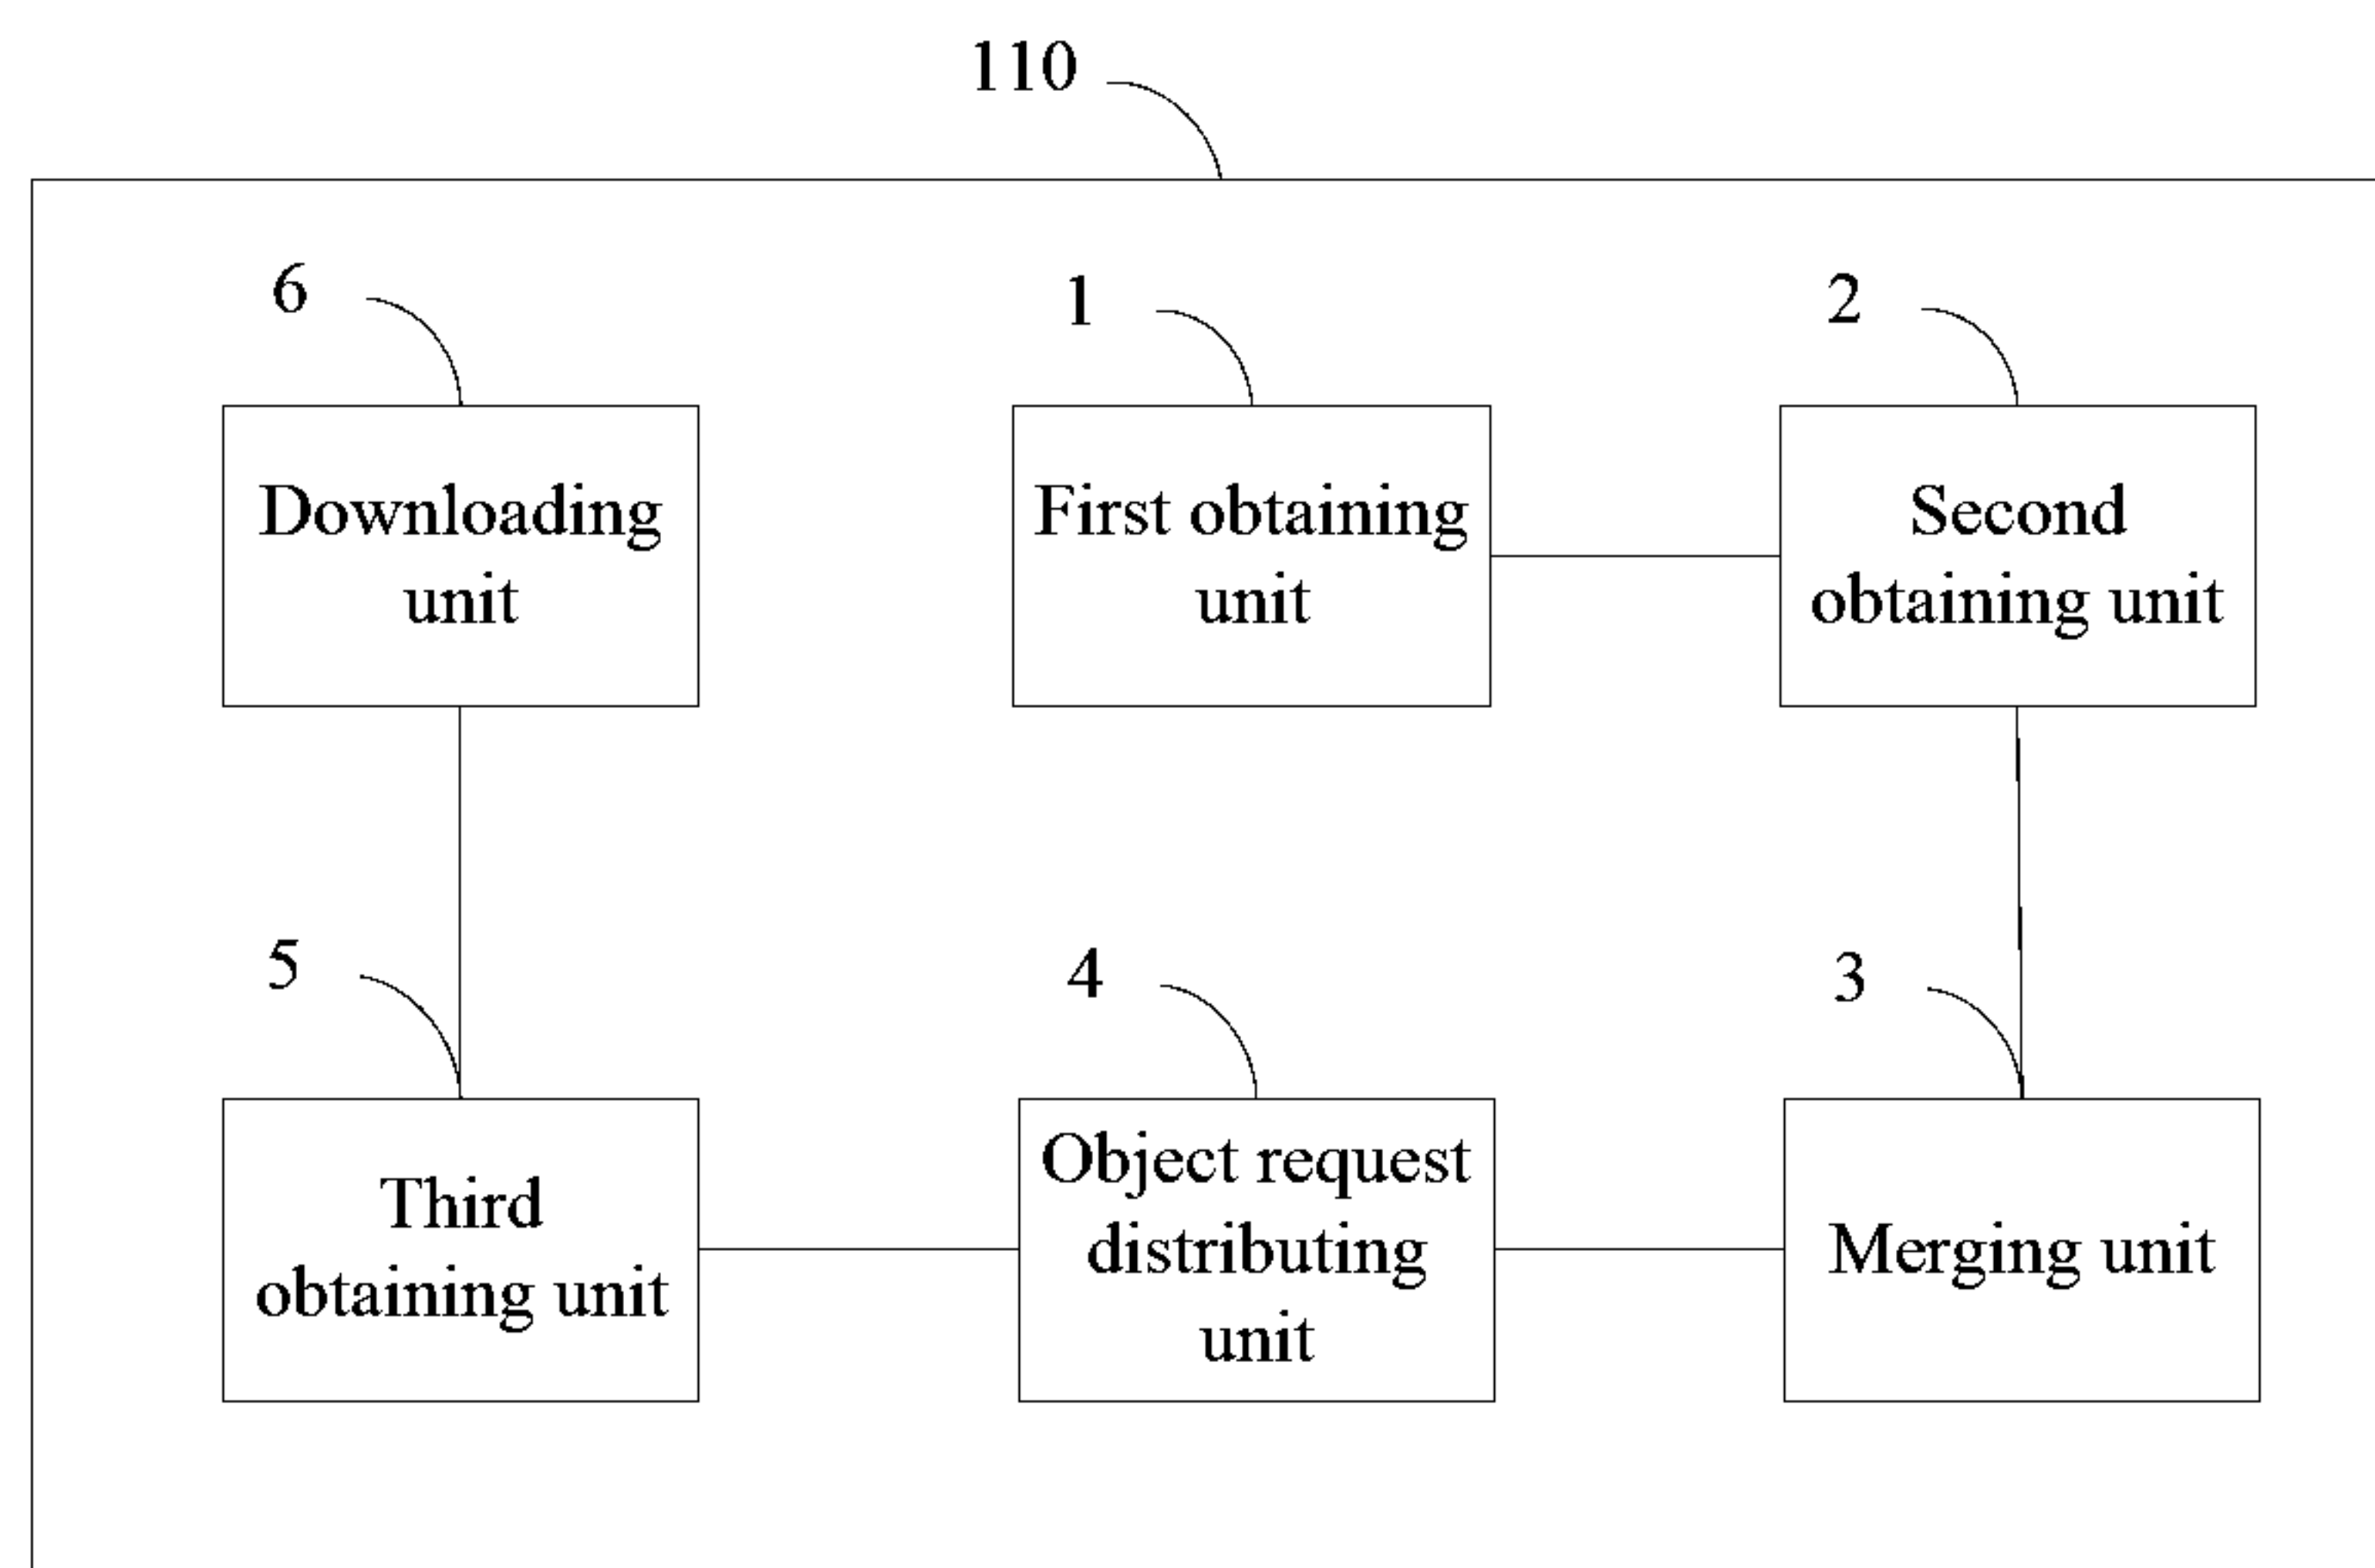 110
6
1
2
Downloading
unit
First obtaining
unit
Second
obtaining unit
5
4
3
Third
obtaining unit
Object request
distributing
unit
Merging unit